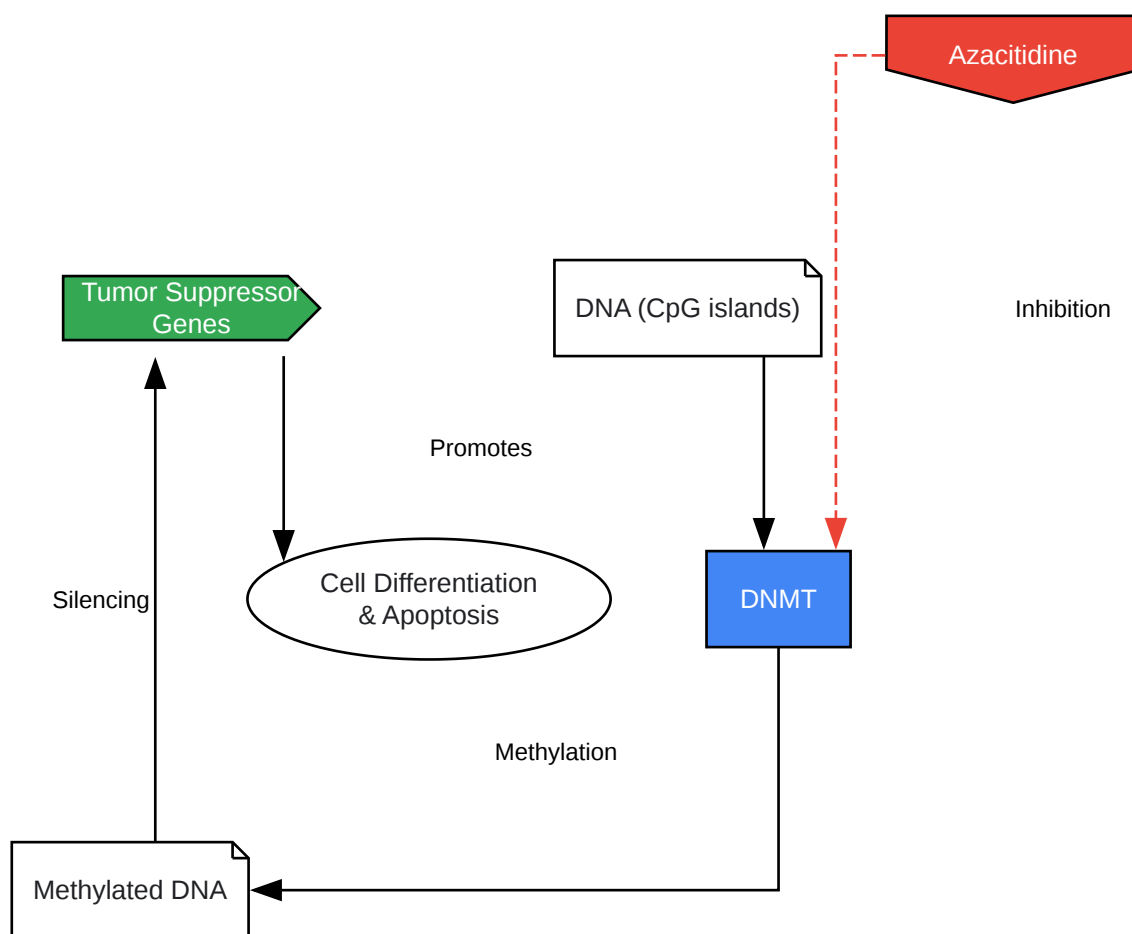 Azacitidine
Tumor Suppressor
Genes
DNA (CpG islands)
Inhibition
Promotes
Cell Differentiation
& Apoptosis
Silencing
DNMT
Methylation
Methylated DNA